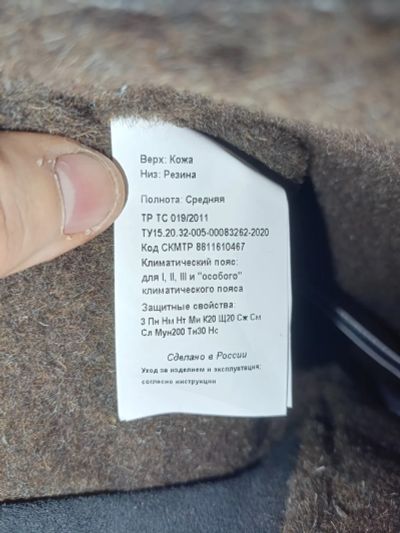 Верх: Кожа
Низ: Резина
Полнота: Средняя
ТР ТС 019/2011
ТУ15.20.32-005-00083262-2020
Код СКМТР 8811610467
Климатический пояс:
для I, II, III и "особого"
климатического пояса
Защитные свойства:
З Пн Нм Нт Ми К20 Щ20 Сж См
Сл Мун200 Тн30 Нс
Сделано в России
Уход за изделием и эксплуатация:
согласно инструкции